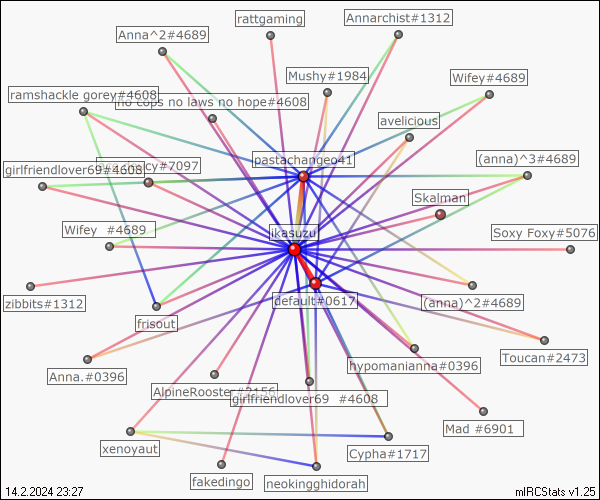 rattgaming
Annarchist#1312
Anna^2#4689
Mushy#1984
Wifey#4689
ramshackle gorey#4608
no cops no laws no hope#4608
avelicious
pastachangeo41
(anna)^3#4689
girlfriendlover69#4608
cy#7097
Skalman
Wifey #4689
ikasuzu
Soxy Foxy#5076
zibbits#1312
default#0617
(anna)^2#4689
frisout
Toucan#2473
Anna.#0396
hypomanianna#0396
AlpineRooster#2156
girlfriendlover69 #4608
Mad #6901
xenoyaut
Cypha#1717
fakedingo
neokingghidorah
14.2.2024 23:27
mIRCStats v1.25